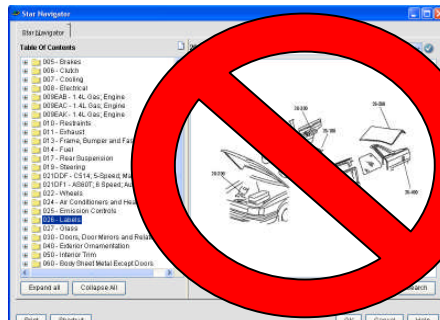 Star Navigator
Star Navigator
Table Of Contents
005 - Brakes
006 - Clutch
007 - Cooling
008 - Electrical
009EAB - 1.4L Gas; Engine
009EAC - 1.4L Gas; Engine
009EAK - 1.4L Gas; Engine
010 - Restraints
011 - Exhaust
013 - Frame, Bumper and Fas
014 - Fuel
017 - Rear Suspension
019 - Steering
021DDF - C514; 5-Speed; Ma
021DF1 - AS60T; 6 Speed; Au
022 - Wheels
024 - Air Conditioners and Hea
025 - Emission Controls
026 - Labels
027 - Glass
030 - Doors, Door Mirrors and Rela
040 - Exterior Ornamentation
050 - Interior Trim
060 - Body Sheet Metal Except Doors
Expand all
Collapse All
earch
Print
OK
Cancel
Help